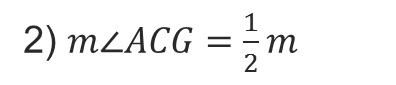 2) m∠ACG = 1/2 m